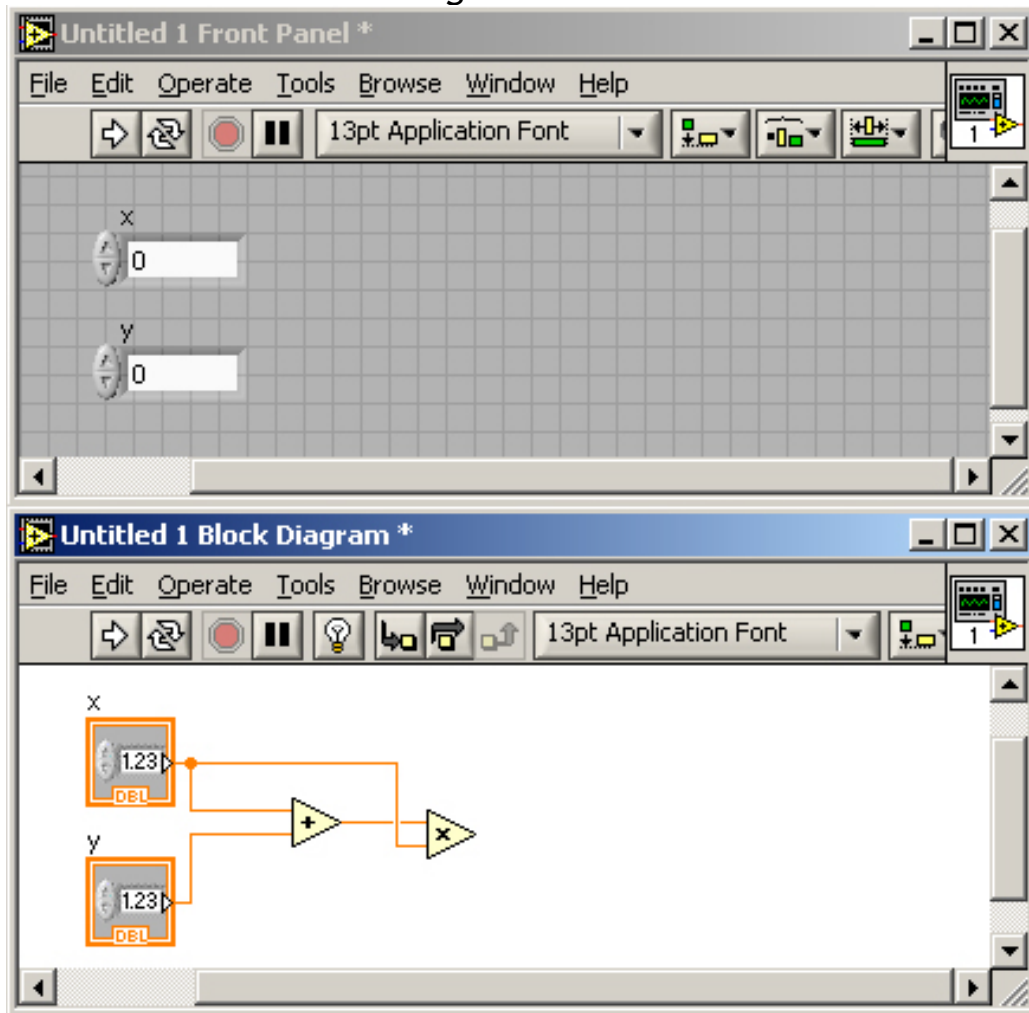 Untitled 1 Front Panel *
File Edit Operate Tools Browse Window Help
13pt Application Font
1
x
0
y
0
Untitled 1 Block Diagram *
File Edit Operate Tools Browse Window Help
13pt Application Font
1
x
1.23
DBL
+
x
y
1.23
DBL